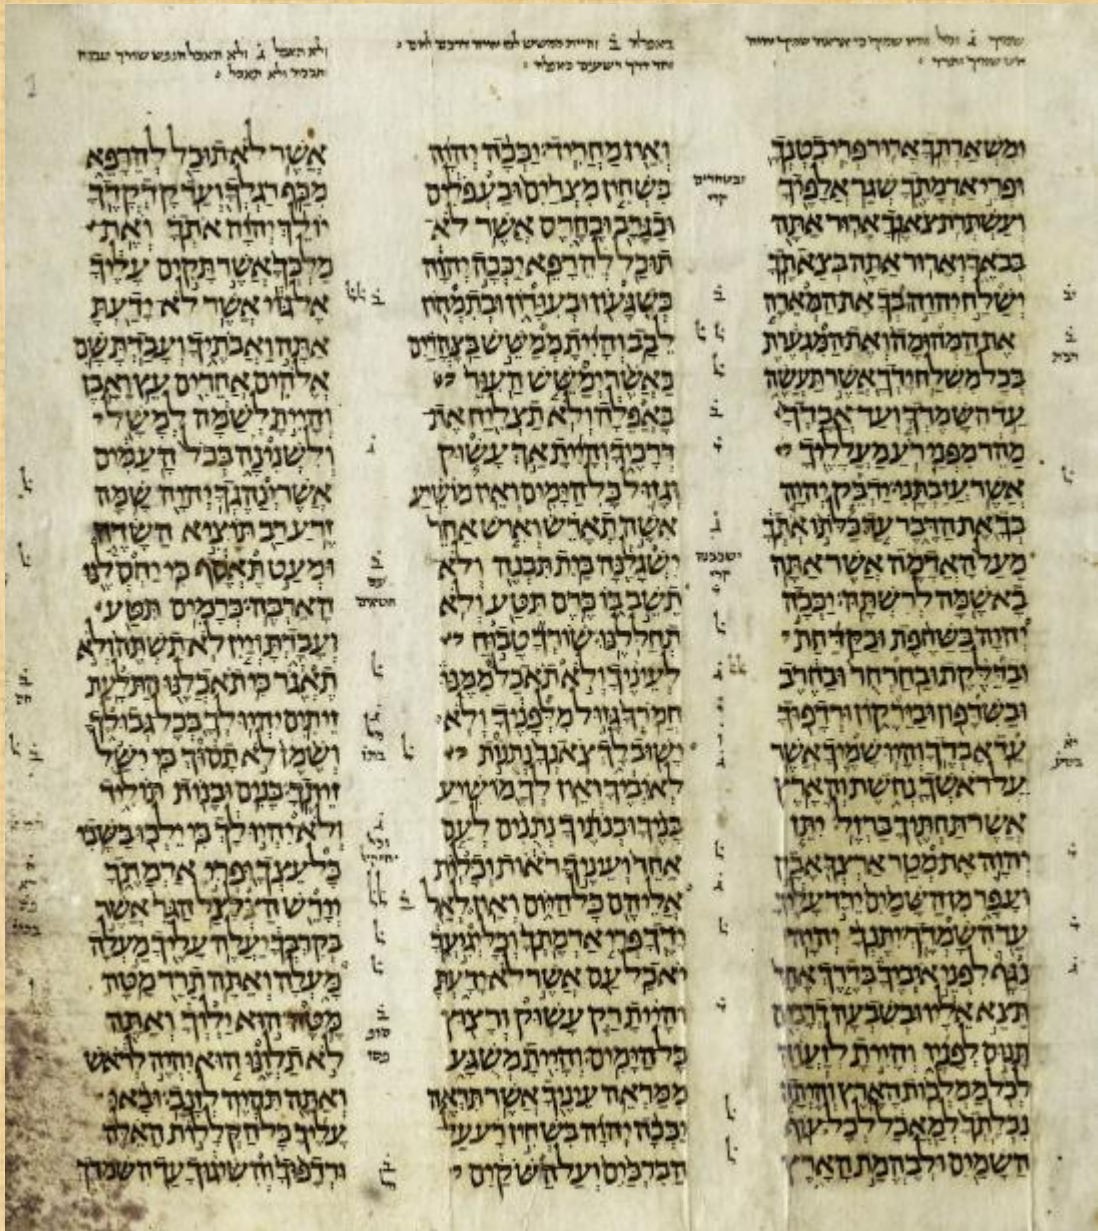 ומשארתך ארור פרי בטנך
ופרי אדמתך שגר אלפיך
ועשתרת צאנך ארור אתה
בבאך וארור אתה בצאתך
ישלח יהוה בך את המארה
את המהומה ואת המגערת
בכל משלח ידך אשר תעשה
עד השמדך ועד אבדך
מהר מפני רע מעלליך
אשר עזבתני ידבק יהוה
בך את הדבר עד כלתו אתך
מעל האדמה אשר אתה
בא שמה לרשתה יככה
יהוה בשחפת ובקדחת
ובדלקת ובחרחר ובחרב
ובשדפון ובירקון ורדפוך
עד אבדך והיו שמיך אשר
על ראשך נחשת והארץ
אשר תחתיך ברזל יתן
יהוה את מטר ארצך אבק
ועפר מן השמים ירד עליך
עד השמדך יתנך יהוה
נגף לפני איביך בדרך אחד
תצא אליו ובשבעה דרכים
תנוס לפניו והיית לזעוה
לכל ממלכות הארץ והיתה
נבלתך למאכל לכל עוף
השמים ולבהמת הארץ
ובטחרים
קרי
ישכבנה
קרי
ואין מחריד יככה יהוה
בשחין מצרים ובעפלים
ובגרב ובחרס אשר לא
תוכל להרפא יככה יהוה
בשגעון ובעורון ובתמהון
לבב והיית ממשש בצהרים
כאשר ימשש העור
באפלה ולא תצליח את
דרכיך והיית אך עשוק
וגזול כל הימים ואין מושיע
אשה תארש ואיש אחר
ישגלנה בית תבנה ולא
תשב בו כרם תטע ולא
תחללנו שורך טבוח
לעיניך ולא תאכל ממנו
חמרך גזול מלפניך ולא
ישוב לך צאנך נתנות
לאיביך ואין לך מושיע
בניך ובנתיך נתנים לעם
אחר ועיניך ראות וכלות
אליהם כל היום ואין לאל
ידך פרי אדמתך וכל יגיעך
יאכל עם אשר לא ידעת
והיית רק עשוק ורצוץ
כל הימים והיית משגע
ממראה עיניך אשר תראה
יככה יהוה בשחין רע על
הברכים ועל השקים
אשר לא תוכל להרפא
מכף רגלך ועד קדקדך
יולך יהוה אתך ואת
מלכך אשר תקים עליך
אל גוי אשר לא ידעת
אתה ואבתיך ועבדת שם
אלהים אחרים עץ ואבן
והיית לשמה למשל
ולשנינה בכל העמים
אשר ינהגך יהוה שמה
זרע רב תוציא השדה
ומעט תאסף כי יחסלנו
הארבה כרמים תטע
ועבדת ויין לא תשתה ולא
תאגר כי תאכלנו התלעת
זיתים יהיו לך בכל גבולך
ושמן לא תסוך כי ישל
זיתך בנים ובנות תוליד
ולא יהיו לך כי ילכו בשבי
כל עצך ופרי אדמתך
יירש הצלצל הגר אשר
בקרבך יעלה עליך מעלה
מעלה ואתה תרד מטה
מטה הוא ילוך ואתה
לא תלונו הוא יהיה לראש
ואתה תהיה לזנב ובאו
עליך כל הקללות האלה
ורדפוך והשיגוך עד השמדך